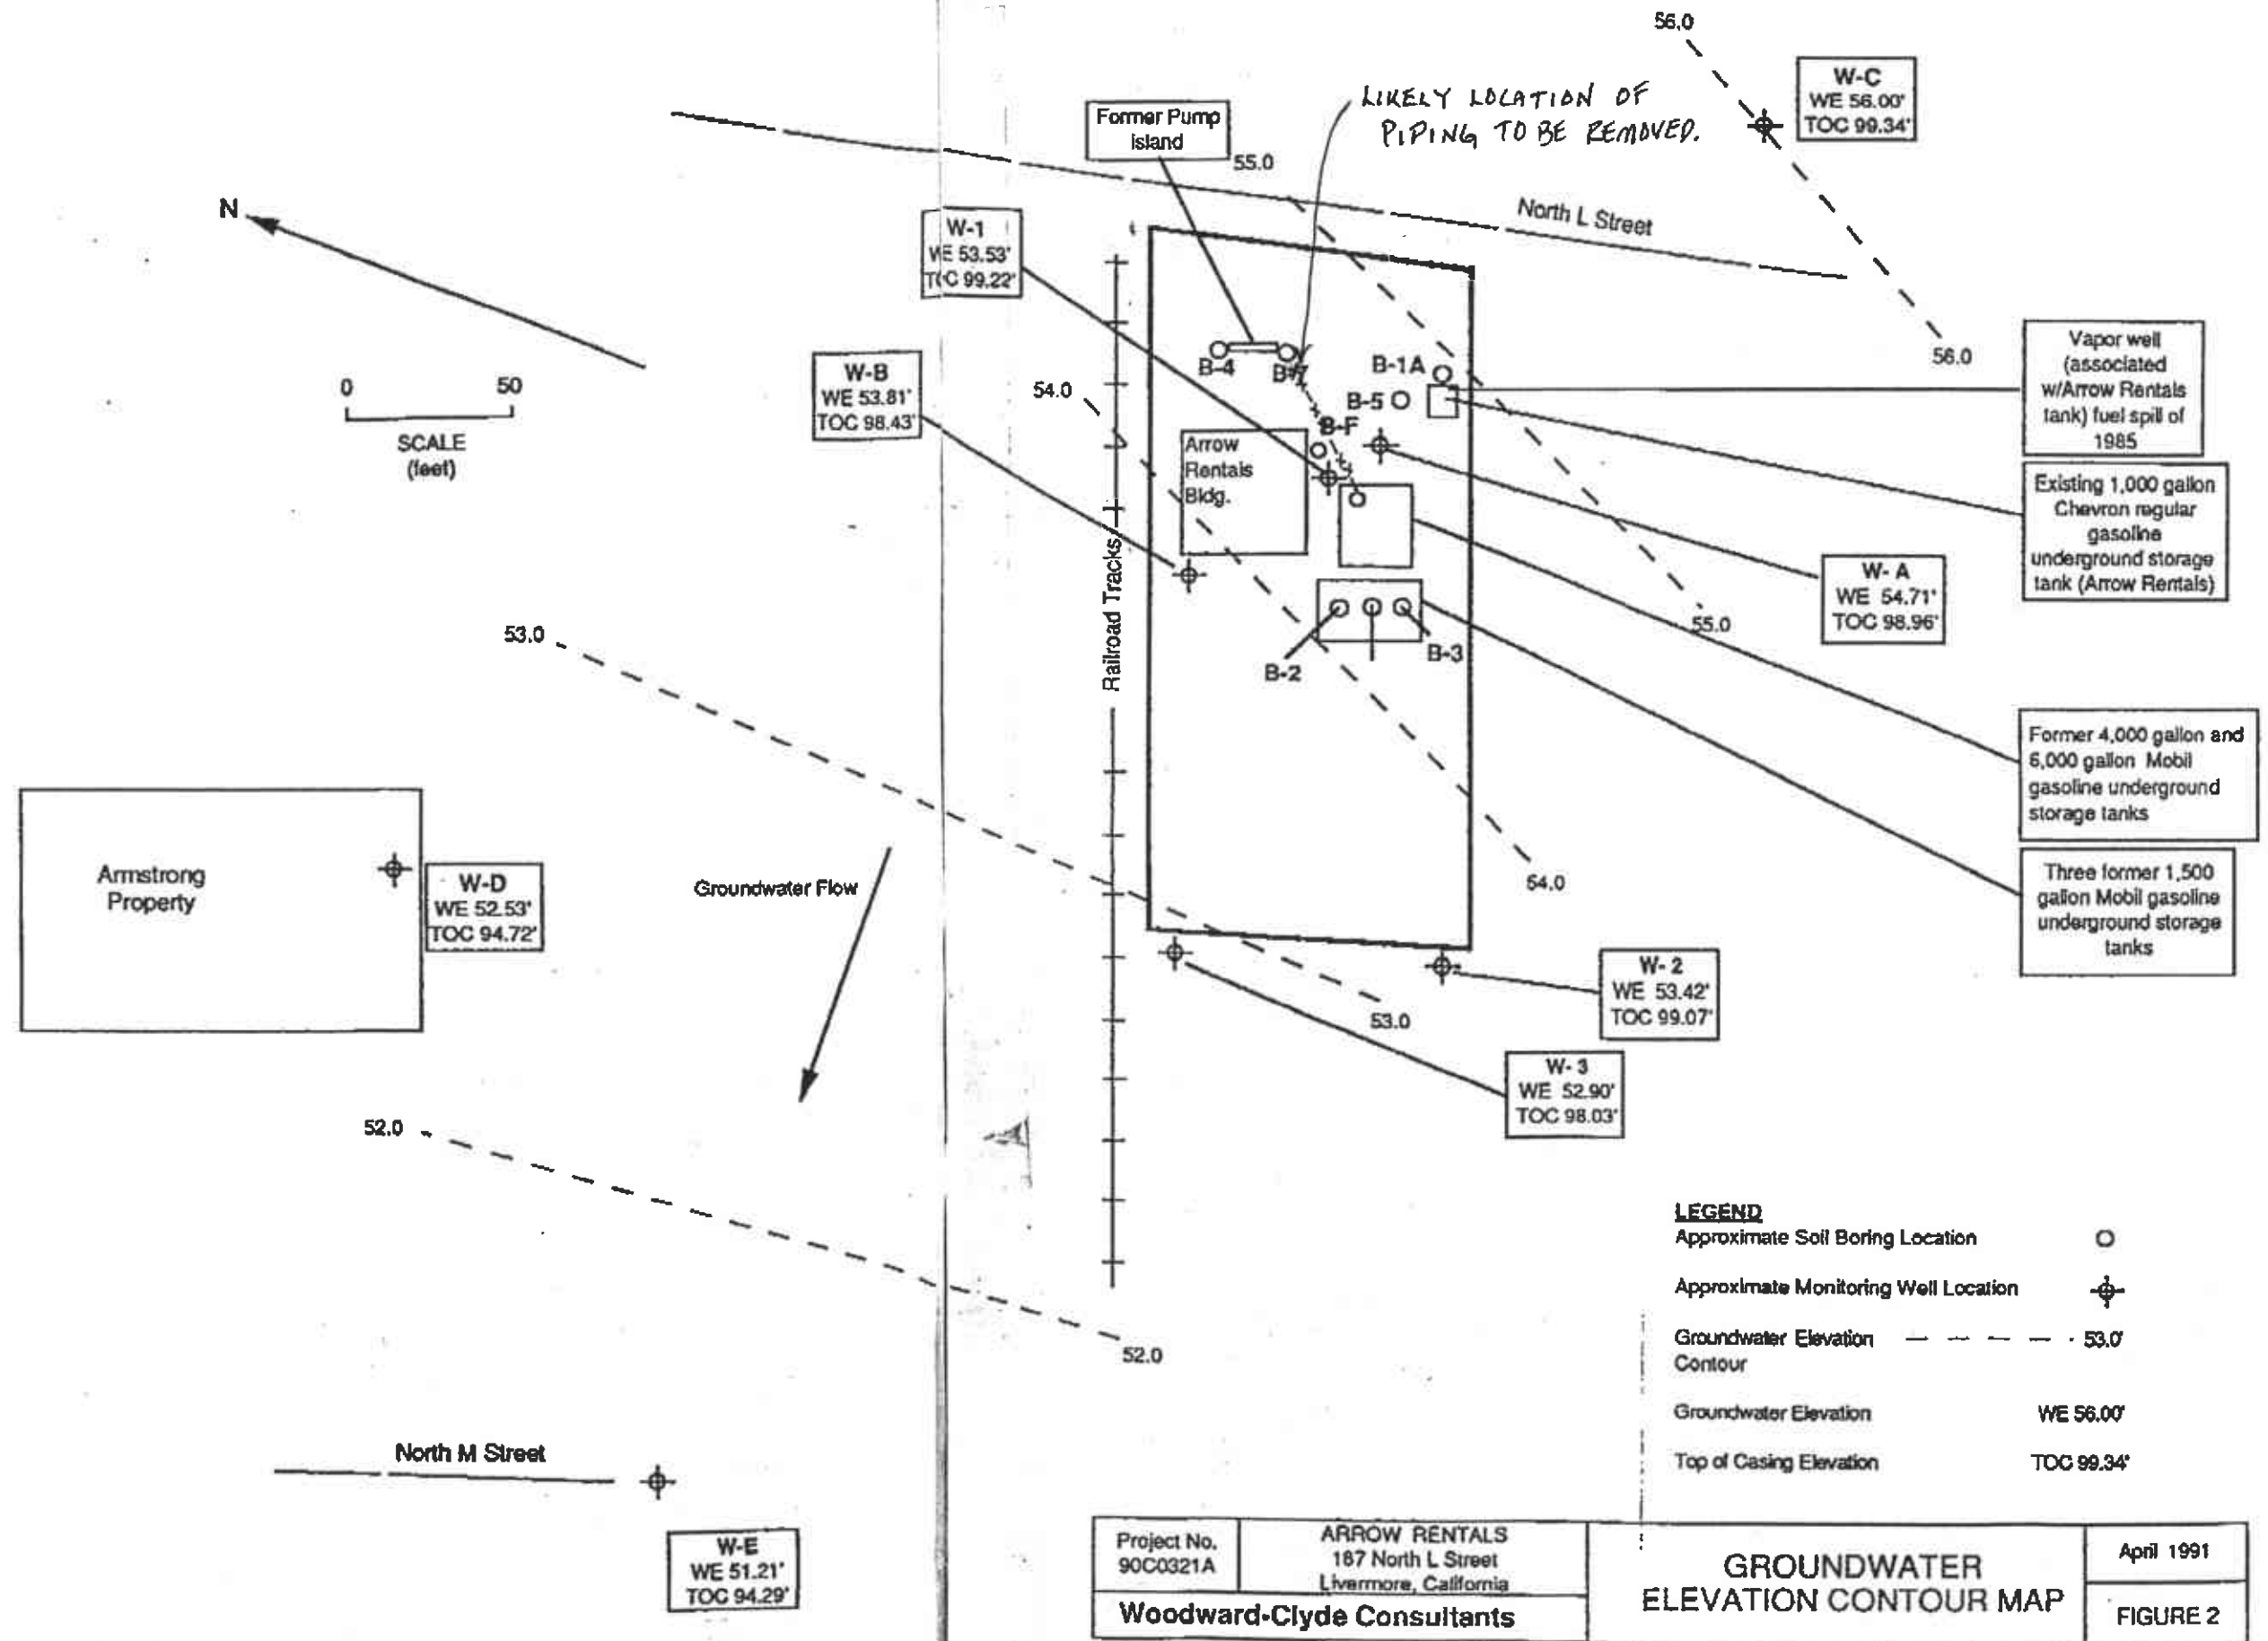 56.0
W-C
WE 56.00'
TOC 99.34'
LIKELY LOCATION OF
PIPING TO BE REMOVED.
Former Pump
Island
55.0
North L Street
N
W-1
WE 53.53'
TOC 99.22'
56.0
Vapor well
(associated
w/Arrow Rentals
tank) fuel spill of
1985
W-B
WE 53.81'
TOC 98.43'
0 50
SCALE
(feet)
54.0
B-4
B-1A
B-5
B-F
Arrow
Rentals
Bldg.
Existing 1,000 gallon
Chevron regular
gasoline
underground storage
tank (Arrow Rentals)
W-A
WE 54.71'
TOC 98.96'
Railroad Tracks
53.0
55.0
B-2
B-3
Former 4,000 gallon and
6,000 gallon Mobil
gasoline underground
storage tanks
Three former 1,500
gallon Mobil gasoline
underground storage
tanks
Armstrong
Property
W-D
WE 52.53'
TOC 94.72'
Groundwater Flow
54.0
W-2
WE 53.42'
TOC 99.07'
53.0
W-3
WE 52.90'
TOC 98.03'
52.0
52.0
LEGEND
Approximate Soil Boring Location
Approximate Monitoring Well Location
Groundwater Elevation 53.0'
Contour
Groundwater Elevation WE 56.00'
Top of Casing Elevation TOC 99.34'
North M Street
W-E
WE 51.21'
TOC 94.29'
Project No.
90C0321A
ARROW RENTALS
187 North L Street
Livermore, California
Woodward-Clyde Consultants
GROUNDWATER
ELEVATION CONTOUR MAP
April 1991
FIGURE 2